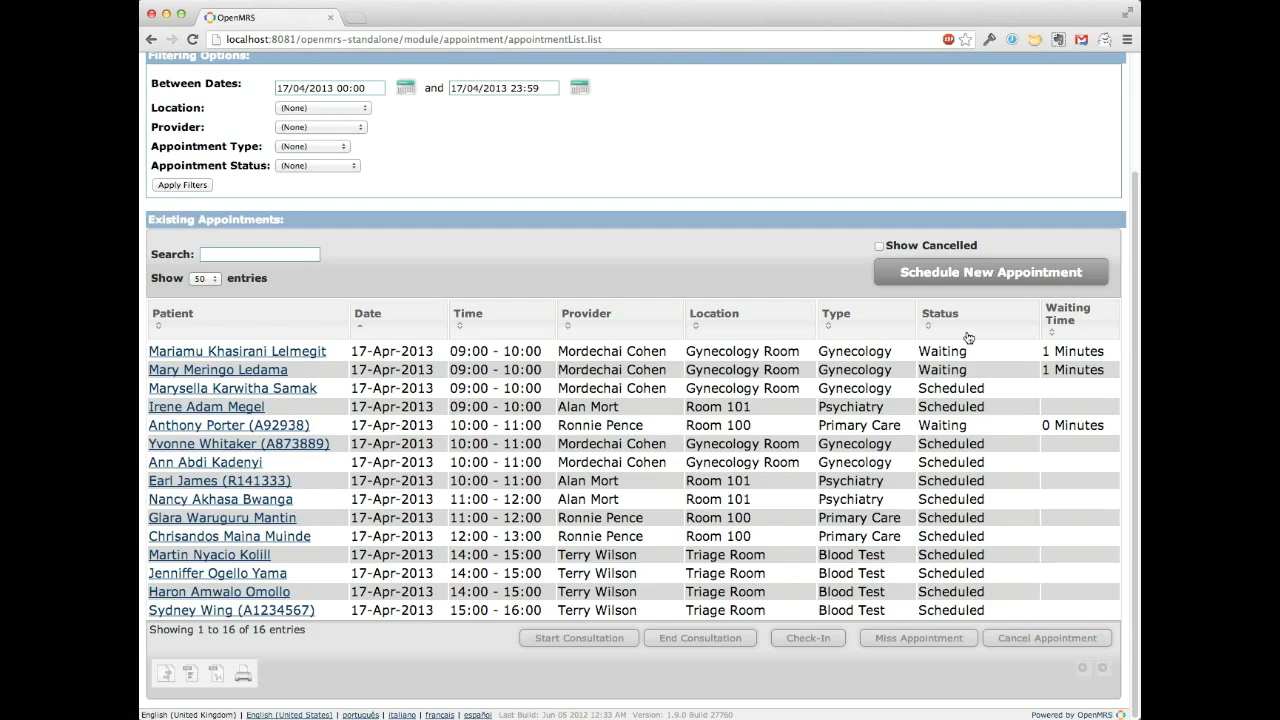 OpenMRS
localhost:8081/openmrs-standalone/module/appointment/appointmentList.list
Filtering Options:
Between Dates: 17/04/2013 00:00 and 17/04/2013 23:59
Location: (None)
Provider: (None)
Appointment Type: (None)
Appointment Status: (None)
Apply Filters
Existing Appointments:
Show Cancelled
Search:
Schedule New Appointment
Show 50 entries
Patient Date Time Provider Location Type Status Waiting Time
Mariamu Khasirani Lelmegit 17-Apr-2013 09:00 - 10:00 Mordechai Cohen Gynecology Room Gynecology Waiting 1 Minutes
Mary Meringo Ledama 17-Apr-2013 09:00 - 10:00 Mordechai Cohen Gynecology Room Gynecology Waiting 1 Minutes
Marysella Karwitha Samak 17-Apr-2013 09:00 - 10:00 Mordechai Cohen Gynecology Room Gynecology Scheduled
Irene Adam Megel 17-Apr-2013 09:00 - 10:00 Alan Mort Room 101 Psychiatry Scheduled
Anthony Porter (A92938) 17-Apr-2013 10:00 - 11:00 Ronnie Pence Room 100 Primary Care Waiting 0 Minutes
Yvonne Whitaker (A873889) 17-Apr-2013 10:00 - 11:00 Mordechai Cohen Gynecology Room Gynecology Scheduled
Ann Abdi Kadenyi 17-Apr-2013 10:00 - 11:00 Mordechai Cohen Gynecology Room Gynecology Scheduled
Earl James (R141333) 17-Apr-2013 10:00 - 11:00 Alan Mort Room 101 Psychiatry Scheduled
Nancy Akhasa Bwanga 17-Apr-2013 11:00 - 12:00 Alan Mort Room 101 Psychiatry Scheduled
Glara Waruguru Mantin 17-Apr-2013 11:00 - 12:00 Ronnie Pence Room 100 Primary Care Scheduled
Chrisandos Maina Muinde 17-Apr-2013 12:00 - 13:00 Ronnie Pence Room 100 Primary Care Scheduled
Martin Nyacio Kolill 17-Apr-2013 14:00 - 15:00 Terry Wilson Triage Room Blood Test Scheduled
Jenniffer Ogello Yama 17-Apr-2013 14:00 - 15:00 Terry Wilson Triage Room Blood Test Scheduled
Haron Amwalo Omollo 17-Apr-2013 14:00 - 15:00 Terry Wilson Triage Room Blood Test Scheduled
Sydney Wing (A1234567) 17-Apr-2013 15:00 - 16:00 Terry Wilson Triage Room Blood Test Scheduled
Showing 1 to 16 of 16 entries
Start Consultation End Consultation Check-In Miss Appointment Cancel Appointment
English (United Kingdom) | English (United States) | português | italiano | français | español Last Build: Jun 05 2012 12:33 AM Version: 1.9.0 Build 27760 Powered by OpenMRS